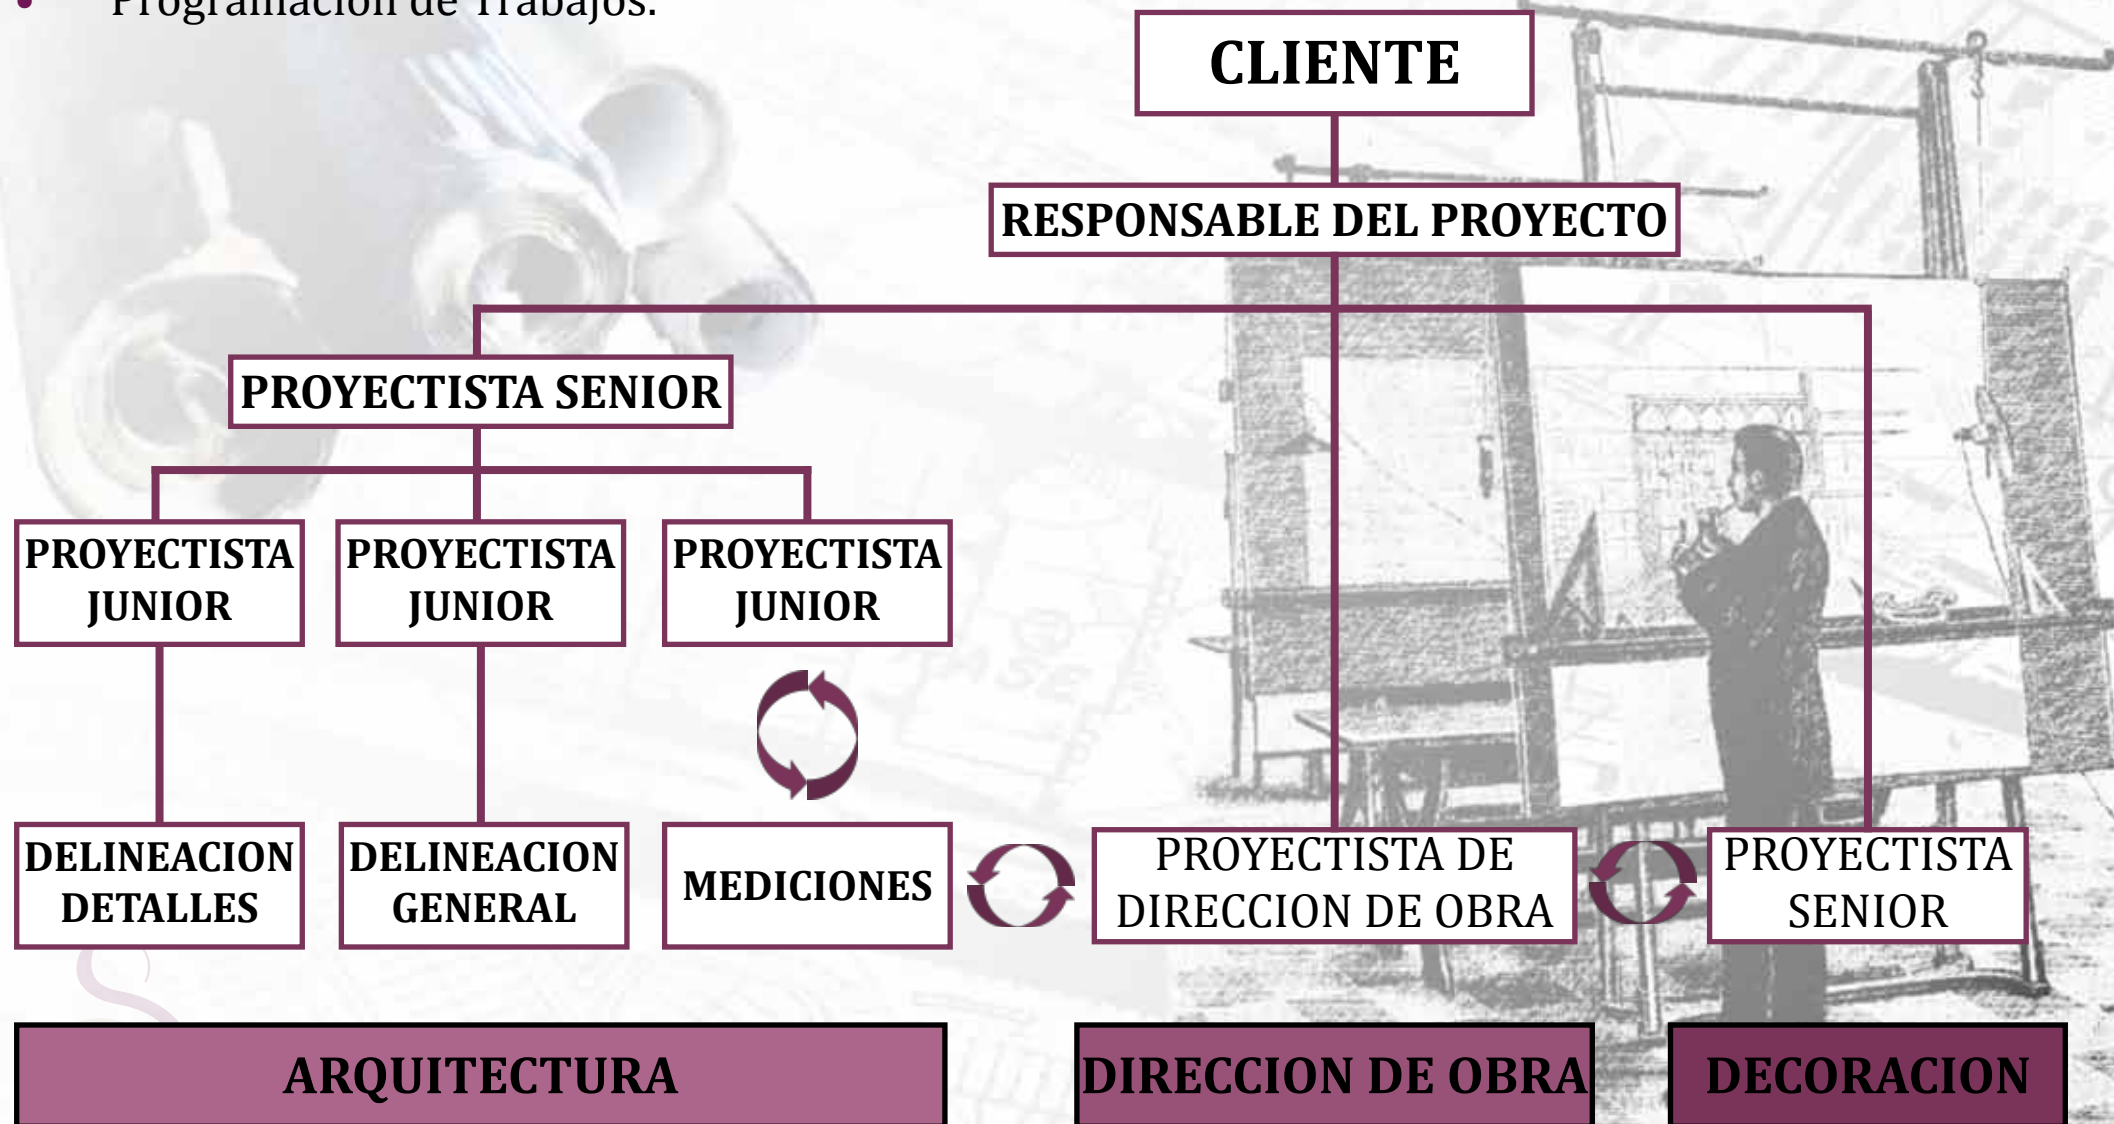 • Programación de Trabajos.
CLIENTE
RESPONSABLE DEL PROYECTO
PROYECTISTA SENIOR
PROYECTISTA
JUNIOR
PROYECTISTA
JUNIOR
PROYECTISTA
JUNIOR
DELINEACION
DETALLES
DELINEACION
GENERAL
MEDICIONES
PROYECTISTA DE
DIRECCION DE OBRA
PROYECTISTA
SENIOR
ARQUITECTURA
DIRECCION DE OBRA
DECORACION